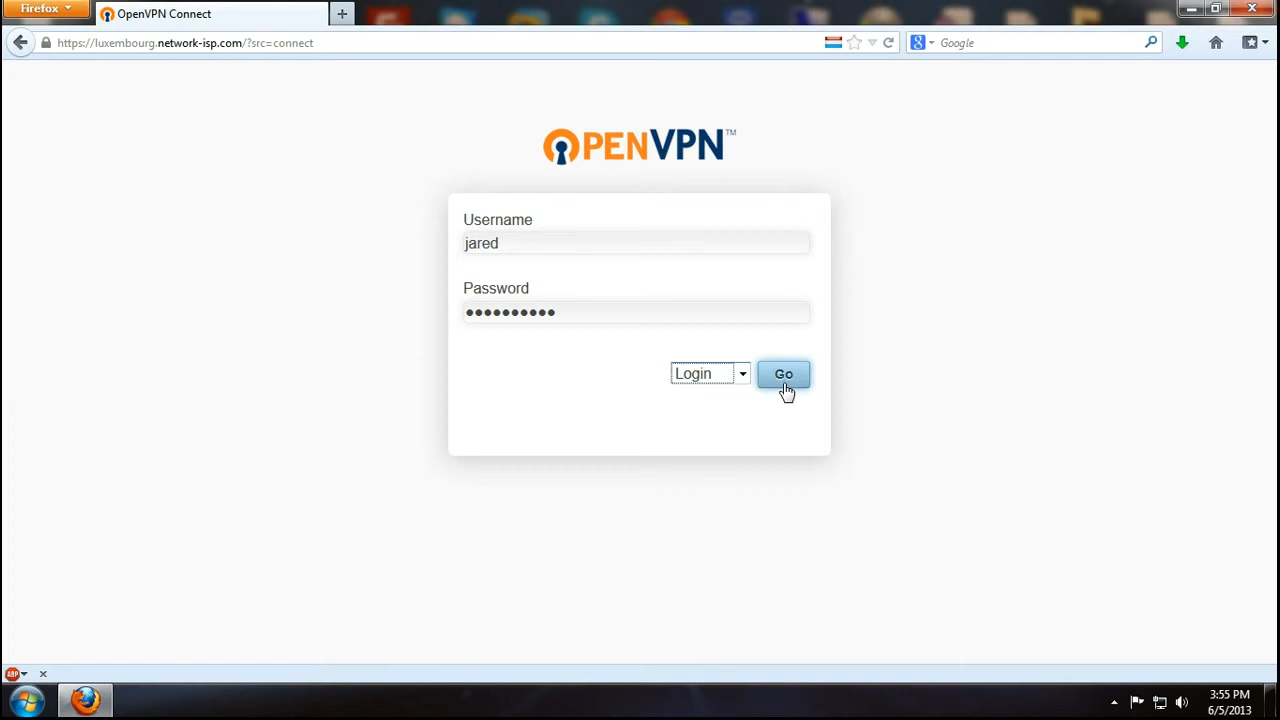 Firefox
OpenVPN Connect
https://luxembourg.network-isp.com/?src=connect
Google
OPENVPN™
Username
jared
Password
••••••••••
Login
Go
ABP
3:55 PM
6/5/2013